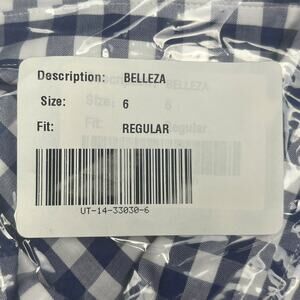 Description: BELLEZA
Size: 6
Fit: REGULAR
UT-14-33030-6